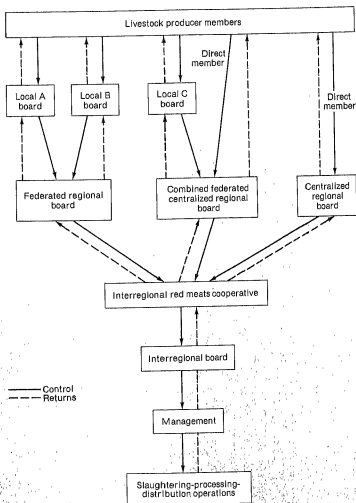 Livestock producer members
Direct
member
Local A
board
Local B
board
Local C
board
Direct
member
Federated regional
board
Combined federated
centralized regional
board
Centralized
regional
board
Interregional red meats cooperative
Interregional board
Control
Returns
Management
Slaughtering-processing-
distribution operations